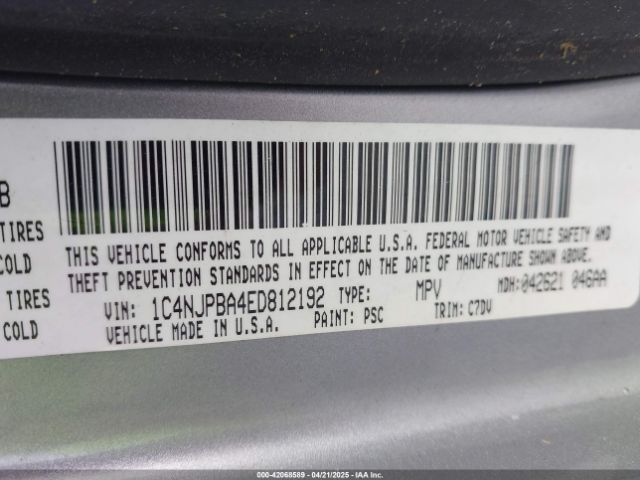 B
TIRES
COLD
TIRES
COLD
THIS VEHICLE CONFORMS TO ALL APPLICABLE U.S.A. FEDERAL MOTOR VEHICLE SAFETY AND
THEFT PREVENTION STANDARDS IN EFFECT ON THE DATE OF MANUFACTURE SHOWN ABOVE.
VIN: 1C4NJPBA4ED812192 TYPE: MPV MDH:042621 046AA
VEHICLE MADE IN U.S.A. PAINT: PSC TRIM: C7DV
000-42068589 - 04/21/2025 - IAAI.COM